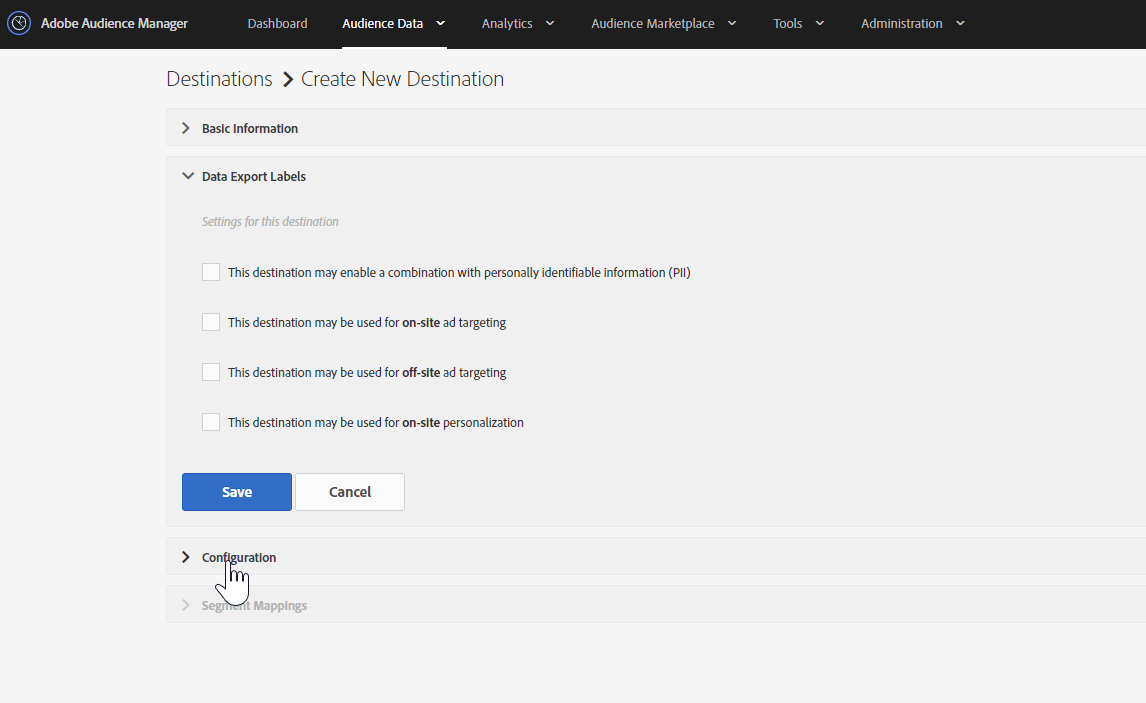 Adobe Audience Manager Dashboard Audience Data Analytics Audience Marketplace Tools Administration
Destinations Create New Destination
Basic Information
Data Export Labels
Settings for this destination
This destination may enable a combination with personally identifiable information (PII)
This destination may be used for on-site ad targeting
This destination may be used for off-site ad targeting
This destination may be used for on-site personalization
Save Cancel
Configuration
Segment Mappings